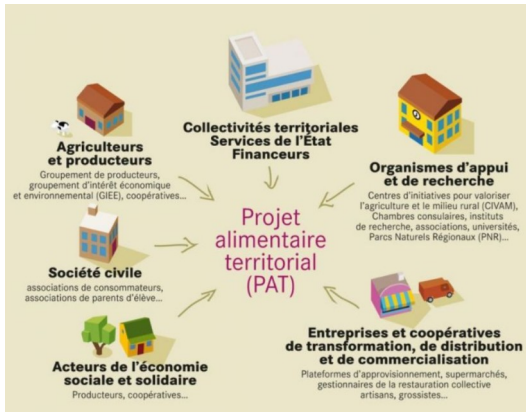 Collectivités territoriales
Services de l'État
Financeurs
Agriculteurs
et producteurs
Groupement de producteurs,
groupement d'intérêt économique
et environnemental (GIEE), coopératives...
Organismes d'appui
et de recherche
Centres d'initiatives pour valoriser
l'agriculture et le milieu rural (CIVAM),
Chambres consulaires, instituts
de recherche, associations, universités,
Parcs Naturels Régionaux (PNR)...
Projet
alimentaire
territorial
(PAT)
Société civile
associations de consommateurs,
associations de parents d'élève...
Acteurs de l'économie
sociale et solidaire
Producteurs, coopératives...
Entreprises et coopératives
de transformation, de distribution
et de commercialisation
Plateformes d'approvisionnement, supermarchés,
gestionnaires de la restauration collective
artisans, grossistes...